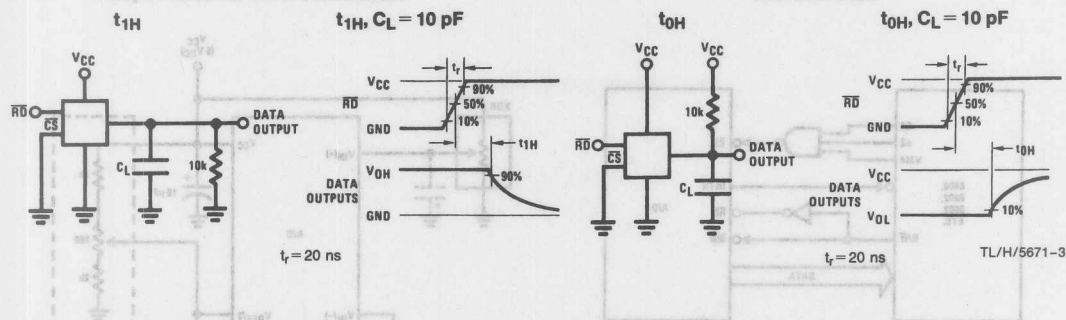 t1H
t1H, CL = 10 pF
t0H
t0H, CL = 10 pF
VCC
RD
CS
DATA OUTPUT
CL
10k
tr
VCC
90%
50%
10%
RD
GND
t1H
VOH
90%
DATA OUTPUTS
GND
tr = 20 ns
VCC
VCC
10k
RD
CS
DATA OUTPUT
CL
tr
VCC
90%
50%
10%
RD
GND
t0H
VCC
DATA OUTPUTS
10%
VOL
tr = 20 ns
TL/H/5671-3